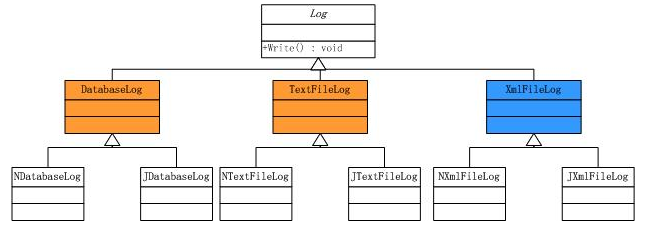 Log
+Write() : void
DatabaseLog
TextFileLog
XmlFileLog
NDatabaseLog
JDatabaseLog
NTextFileLog
JTextFileLog
NXmlFileLog
JXmlFileLog